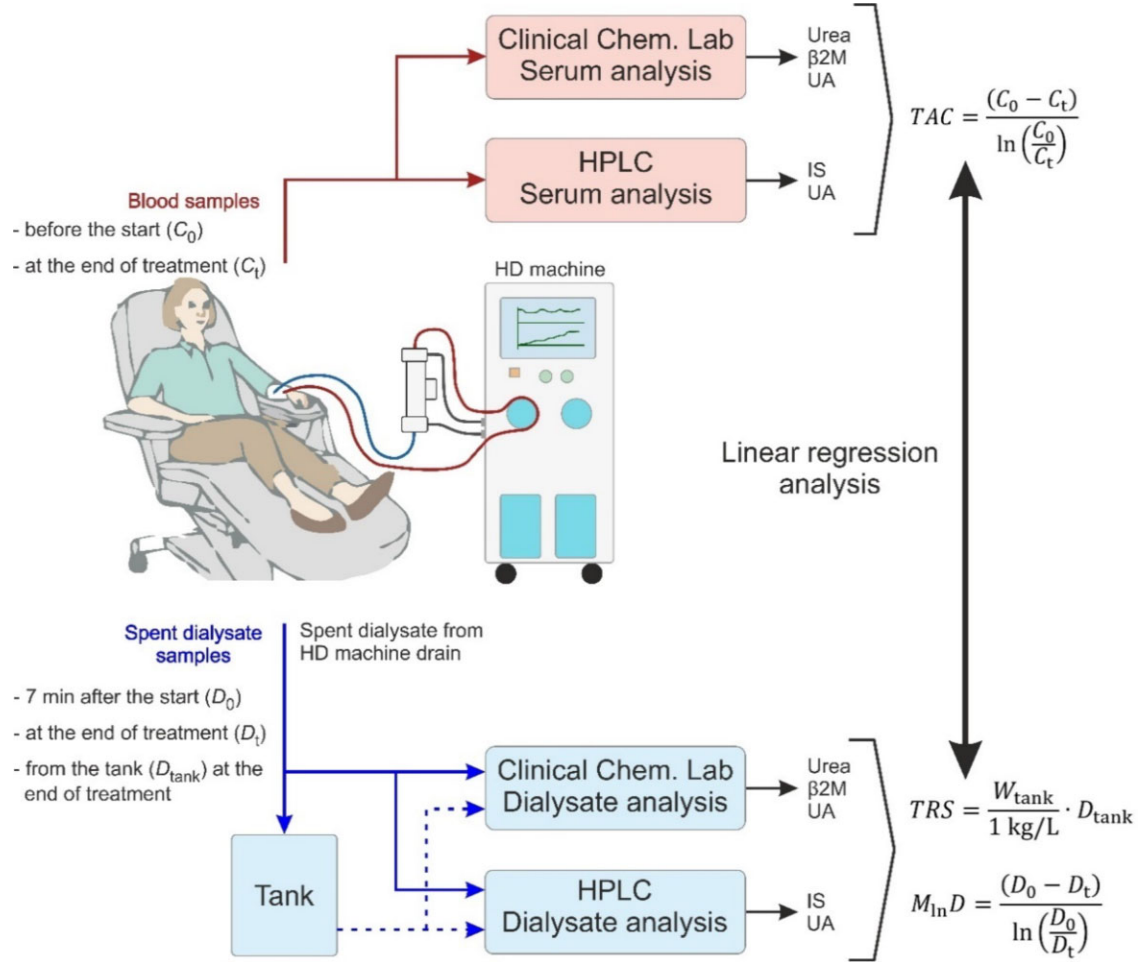 Clinical Chem. Lab
Serum analysis
Urea
β2M
UA
TAC = (C₀ − Cₜ) / ln(C₀/Cₜ)
HPLC
Serum analysis
IS
UA
Blood samples
- before the start (C₀)
- at the end of treatment (Cₜ)
HD machine
Linear regression
analysis
Spent dialysate
samples
Spent dialysate from
HD machine drain
- 7 min after the start (D₀)
- at the end of treatment (Dₜ)
- from the tank (D_tank) at the
end of treatment
Tank
Clinical Chem. Lab
Dialysate analysis
Urea
β2M
UA
TRS = W_tank / 1 kg/L · D_tank
HPLC
Dialysate analysis
IS
UA
M_ln D = (D₀ − Dₜ) / ln(D₀/Dₜ)